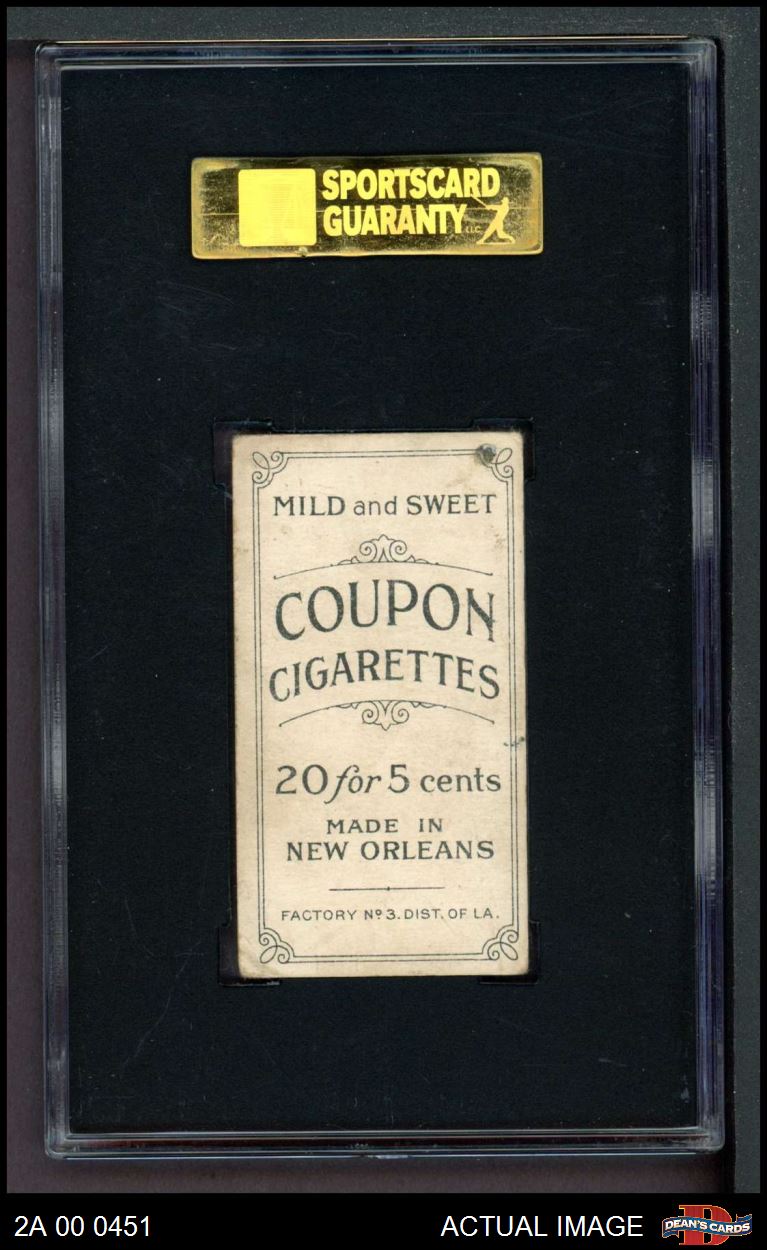 SPORTSCARD
GUARANTY LLC
MILD and SWEET
COUPON
CIGARETTES
20 for 5 cents
MADE IN
NEW ORLEANS
FACTORY Nº 3. DIST. OF LA.
2A 00 0451
ACTUAL IMAGE
DEAN'S CARDS